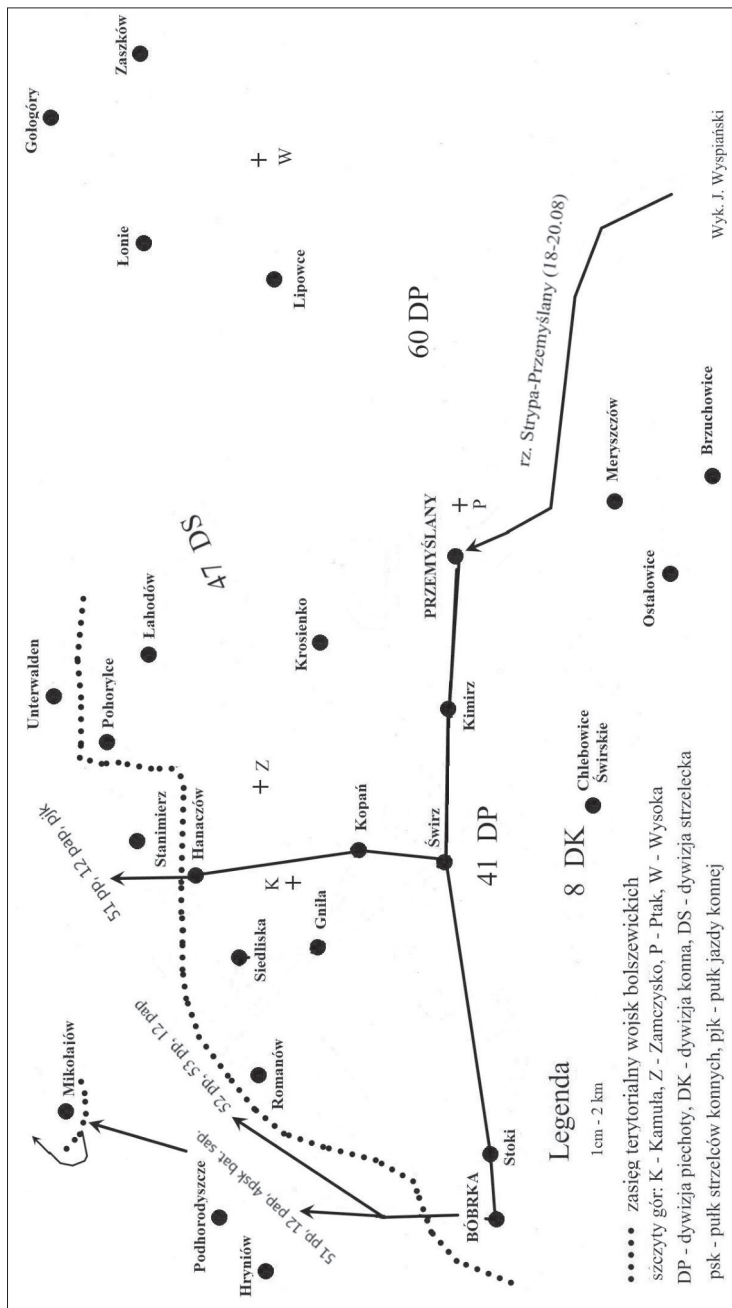 Gologóry
Zaszków
Łonie
W
Lipowce
Unterwalden
Pohorylce
Łahodów
47 DS
60 DP
Krosienko
Mikołajów
51 pp, 12 pap, pjk
Stanimierz
Hanaczów
Z
K
Siedliska
Gniła
Kopań
52 pp, 53 pp, 12 pap
Romanów
Podhorodyszcze
Hryniów
51 pp, 12 pap, 4psk bat. sap.
BÓBRKA
Stoki
Świrz
41 DP
Kimirz
PRZEMYŚLANY
P
rz. Strypa-Przemyślany (18-20.08)
8 DK
Chlebowice
Świrskie
Meryszczów
Ostałowice
Brzuchowice
Wyk. J. Wyspiański
Legenda
1cm - 2 km
zasięg terytorialny wojsk bolszewickich
szczyty gór: K - Kamuła, Z - Zamczysko, P - Ptak, W - Wysoka
DP - dywizja piechoty, DK - dywizja konna, DS - dywizja strzelecka
psk - pułk strzelców konnych, pjk - pułk jazdy konnej